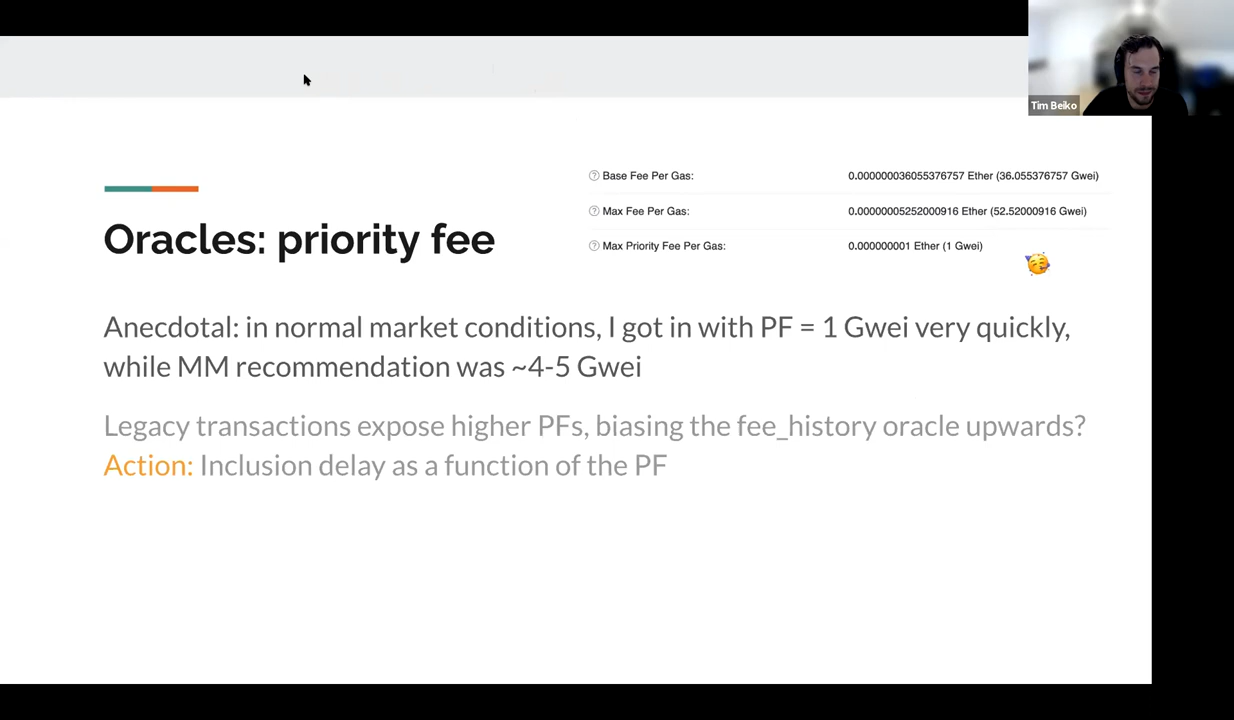 Tim Beiko
Oracles: priority fee
Base Fee Per Gas: 0.000000036055376757 Ether (36.055376757 Gwei)
Max Fee Per Gas: 0.00000005252000916 Ether (52.52000916 Gwei)
Max Priority Fee Per Gas: 0.000000001 Ether (1 Gwei)
Anecdotal: in normal market conditions, I got in with PF = 1 Gwei very quickly,
while MM recommendation was ~4-5 Gwei
Legacy transactions expose higher PFs, biasing the fee_history oracle upwards?
Action: Inclusion delay as a function of the PF